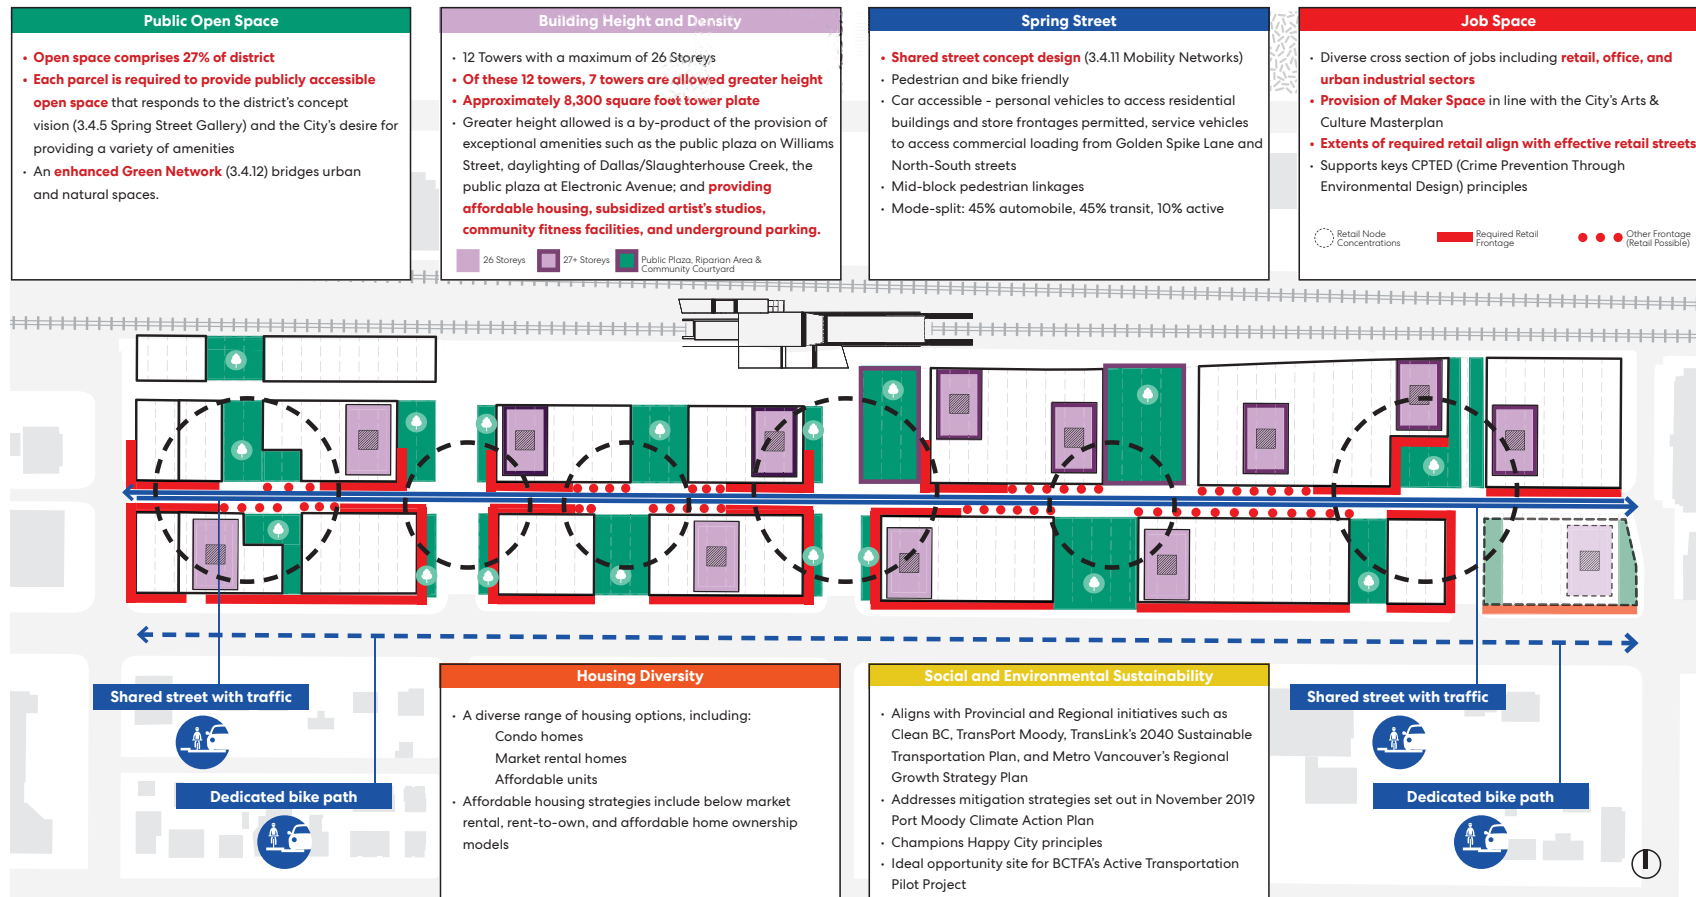 Public Open Space
• Open space comprises 27% of district
• Each parcel is required to provide publicly accessible
open space that responds to the district's concept
vision (3.4.5 Spring Street Gallery) and the City's desire for
providing a variety of amenities
• An enhanced Green Network (3.4.12) bridges urban
and natural spaces.
Building Height and Density
• 12 Towers with a maximum of 26 Storeys
• Of these 12 towers, 7 towers are allowed greater height
• Approximately 8,300 square foot tower plate
• Greater height allowed is a by-product of the provision of
exceptional amenities such as the public plaza on Williams
Street, daylighting of Dallas/Slaughterhouse Creek, the
public plaza at Electronic Avenue; and providing
affordable housing, subsidized artist's studios,
community fitness facilities, and underground parking.
26 Storeys
27+ Storeys
Public Plaza, Riparian Area &
Community Courtyard
Spring Street
• Shared street concept design (3.4.11 Mobility Networks)
• Pedestrian and bike friendly
• Car accessible - personal vehicles to access residential
buildings and store frontages permitted, service vehicles
to access commercial loading from Golden Spike Lane and
North-South streets
• Mid-block pedestrian linkages
• Mode-split: 45% automobile, 45% transit, 10% active
Job Space
• Diverse cross section of jobs including retail, office, and
urban industrial sectors
• Provision of Maker Space in line with the City's Arts &
Culture Masterplan
• Extents of required retail align with effective retail streets
• Supports keys CPTED (Crime Prevention Through
Environmental Design) principles
Retail Node
Concentrations
Required Retail
Frontage
Other Frontage
(Retail Possible)
Shared street with traffic
Dedicated bike path
Housing Diversity
• A diverse range of housing options, including:
Condo homes
Market rental homes
Affordable units
• Affordable housing strategies include below market
rental, rent-to-own, and affordable home ownership
models
Social and Environmental Sustainability
• Aligns with Provincial and Regional initiatives such as
Clean BC, TransPort Moody, TransLink's 2040 Sustainable
Transportation Plan, and Metro Vancouver's Regional
Growth Strategy Plan
• Addresses mitigation strategies set out in November 2019
Port Moody Climate Action Plan
• Champions Happy City principles
• Ideal opportunity site for BCTFA's Active Transportation
Pilot Project
Shared street with traffic
Dedicated bike path